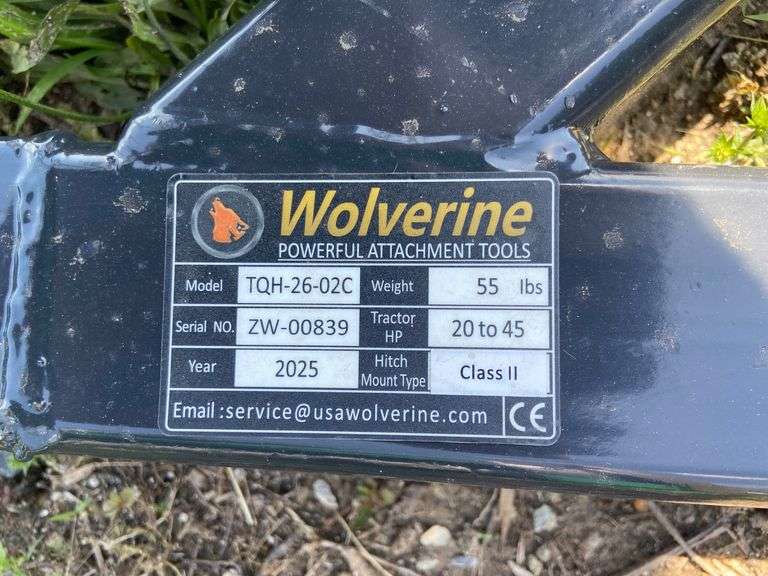 Wolverine
POWERFUL ATTACHMENT TOOLS
Model TQH-26-02C Weight 55 lbs
Serial NO. ZW-00839 Tractor HP 20 to 45
Year 2025 Hitch Mount Type Class II
Email :service@usawolverine.com CE